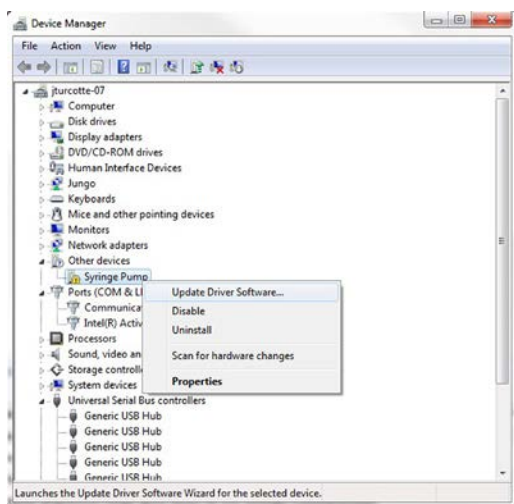 Device Manager
File Action View Help
jturcotte-07
Computer
Disk drives
Display adapters
DVD/CD-ROM drives
Human Interface Devices
Jungo
Keyboards
Mice and other pointing devices
Monitors
Network adapters
Other devices
Syringe Pump
Ports (COM & L
Update Driver Software...
Communica
Disable
Intel(R) Activ
Uninstall
Processors
Sound, video an
Scan for hardware changes
Storage controll
System devices
Properties
Universal Serial Bus controllers
Generic USB Hub
Generic USB Hub
Generic USB Hub
Generic USB Hub
Generic USB Hub
Launches the Update Driver Software Wizard for the selected device.